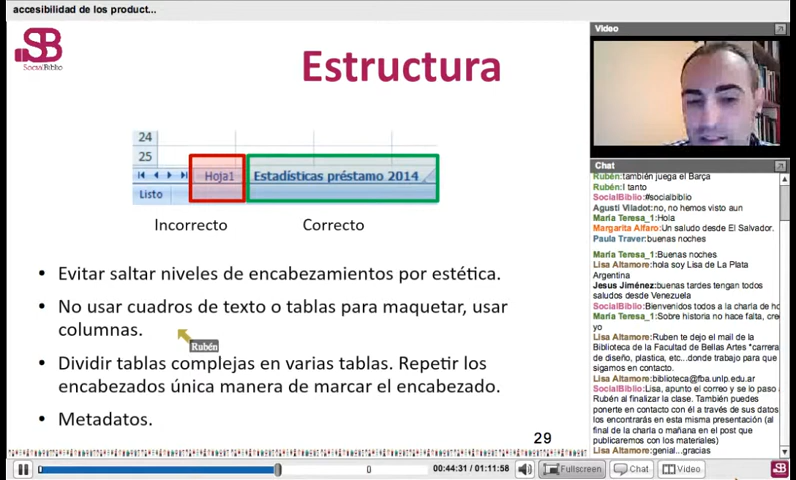 accesibilidad de los product...
SB
SocialBiblio
Estructura
24
25
Hoja1
Estadísticas préstamo 2014
Listo
Incorrecto
Correcto
• Evitar saltar niveles de encabezamientos por estética.
• No usar cuadros de texto o tablas para maquetar, usar
columnas.
Rubén
• Dividir tablas complejas en varias tablas. Repetir los
encabezados única manera de marcar el encabezado.
• Metadatos.
29
Video
Chat
Rubén:también juega el Barça
Rubén:l tanto
SocialBiblio:#socialbiblio
Agusti Viladot:no, no hemos visto aun
María Teresa_1:Hola
Margarita Alfaro:Un saludo desde El Salvador.
Paula Traver:buenas noches
María Teresa_1:Buenas noches
Lisa Altamore:hola soy Lisa de La Plata
Argentina
Jesus Jiménez:buenas tardes tengan todos
saludos desde Venezuela
SocialBiblio:Bienvenidos todos a la charla de ho
María Teresa_1:Sobre historia no hace falta, cre
yo
Lisa Altamore:Ruben te dejo el mail de la
Biblioteca de la Facultad de Bellas Artes "carrera
de diseño, plastica, etc...donde trabajo para que
sigamos en contacto.
Lisa Altamore:biblioteca@fba.unlp.edu.ar
SocialBiblio:Lisa, apunto el correo y se lo paso
Rubén al finalizar la clase. También puedes
ponerte en contacto con él a través de sus datos
los encontrarás en esta misma presentación (al
final de la charla o mañana en el post que
publicaremos con los materiales)
Lisa Altamore:genial...gracias
00:44:31 / 01:11:58
Fullscreen
Chat
Video
SB